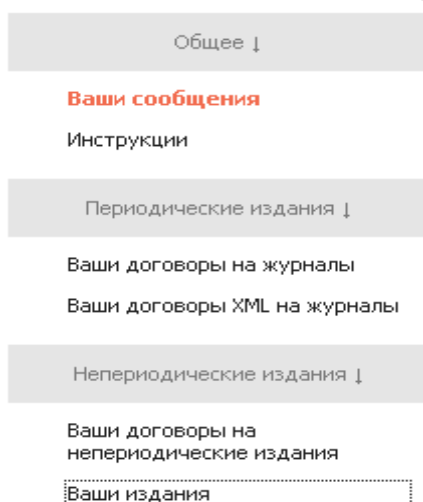 Общее ↓
Ваши сообщения
Инструкции
Периодические издания ↓
Ваши договоры на журналы
Ваши договоры XML на журналы
Непериодические издания ↓
Ваши договоры на
непериодические издания
Ваши издания